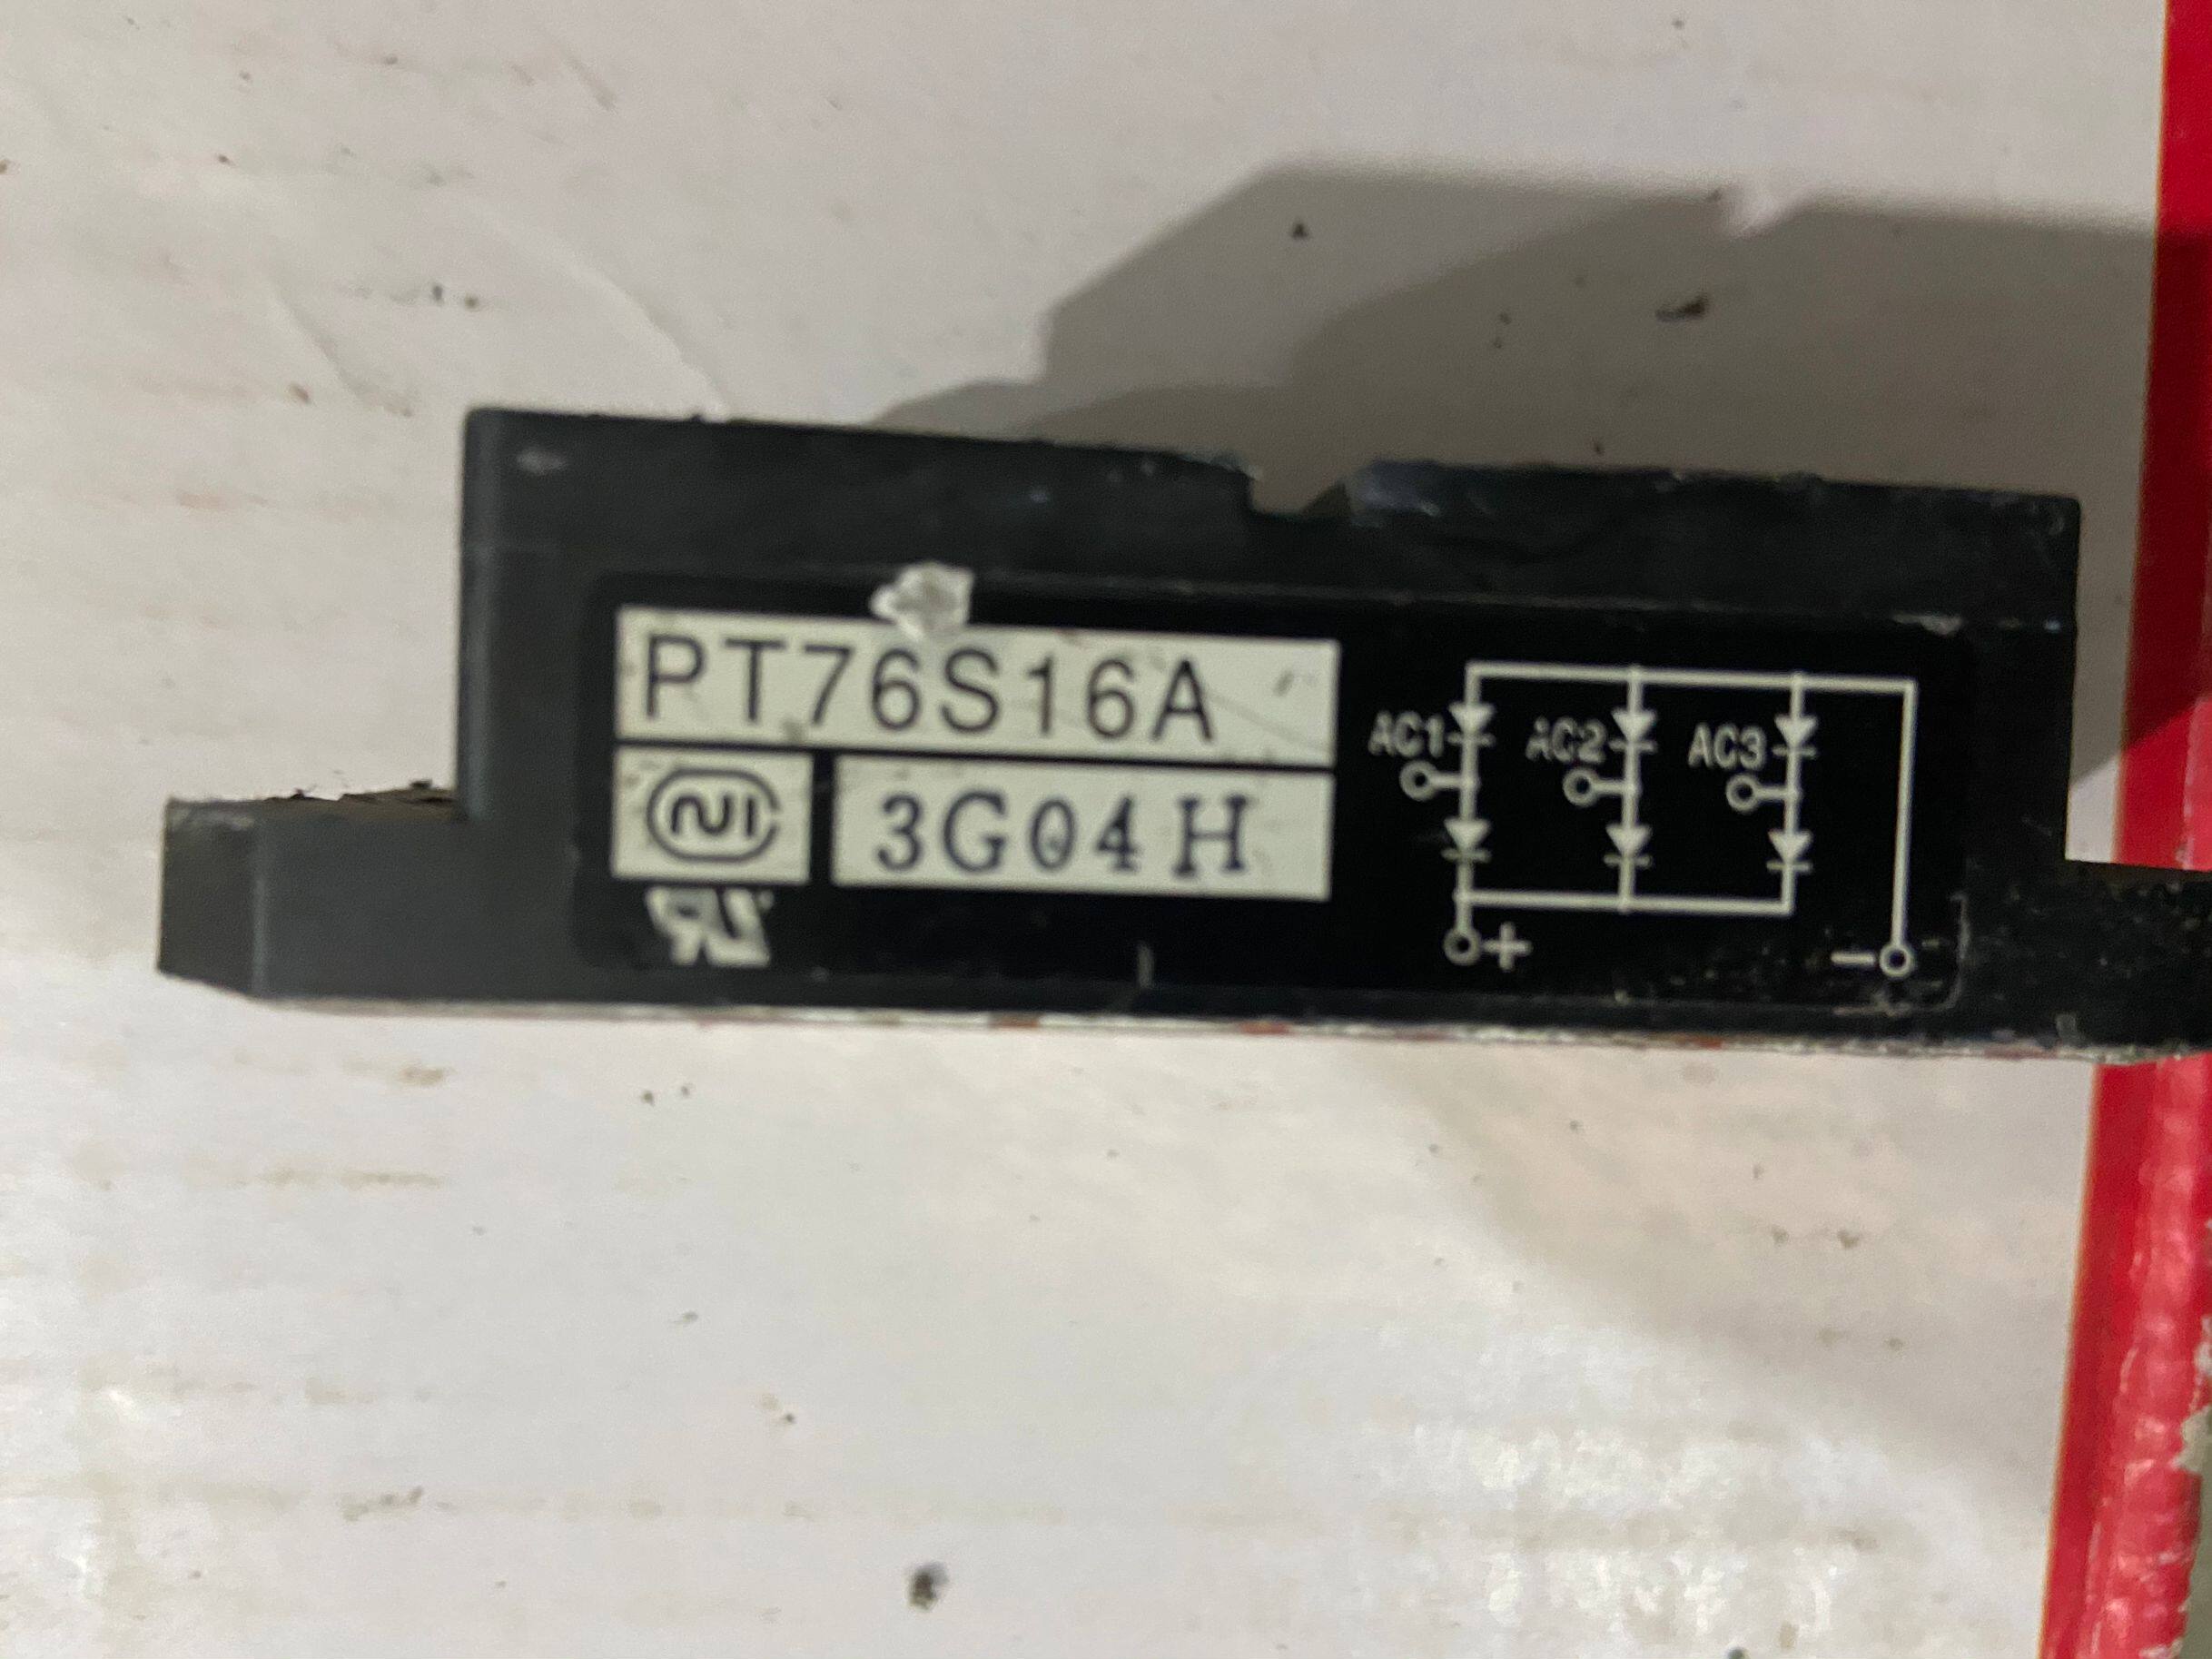 PT76S16A
3G04H
AC1 AC2 AC3
+ −